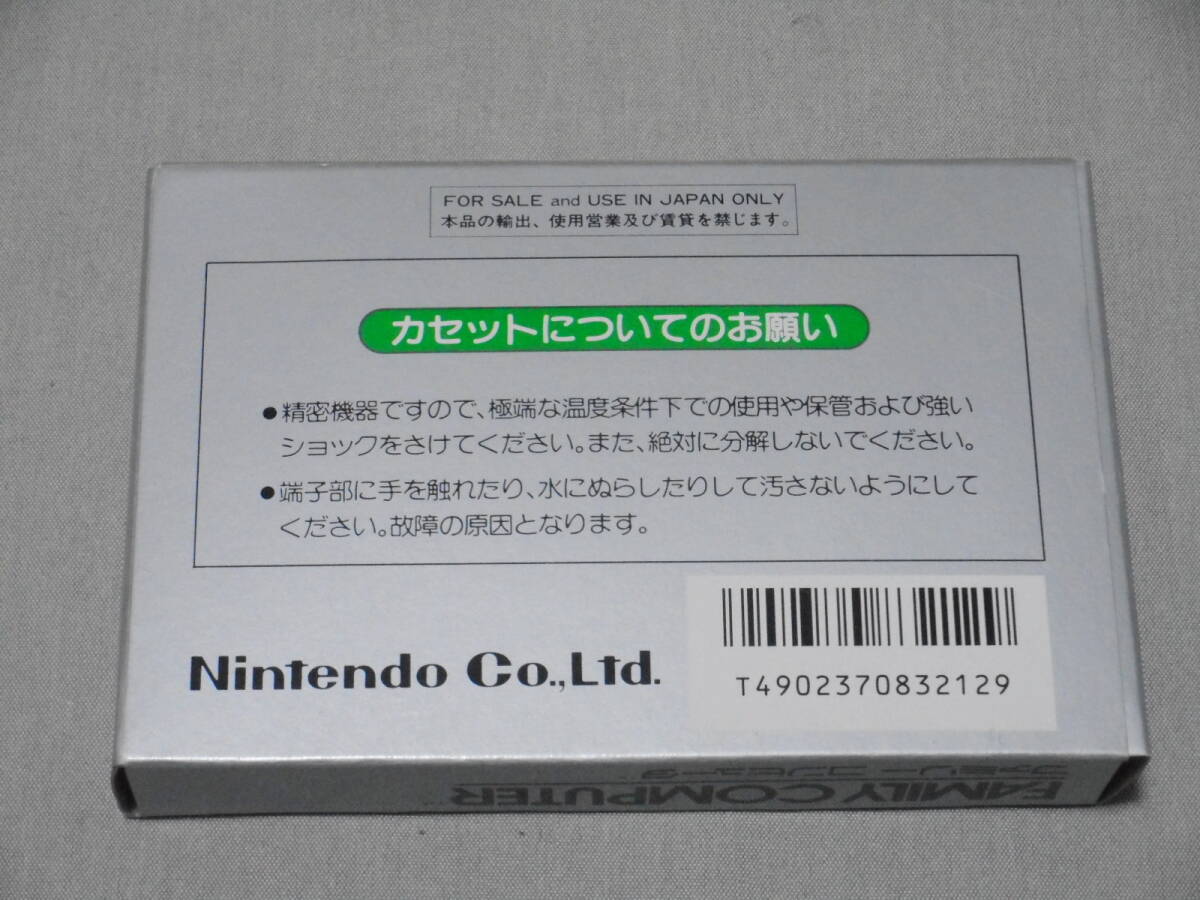 FOR SALE and USE IN JAPAN ONLY
本品の輸出、使用営業及び賃貸を禁じます。
カセットについてのお願い
●精密機器ですので、極端な温度条件下での使用や保管および強い
ショックをさけてください。また、絶対に分解しないでください。
●端子部に手を触れたり、水にぬらしたりして汚さないようにして
ください。故障の原因となります。
Nintendo Co.,Ltd.
T4902370832129
ファミリーコンピュータ
FAMILY COMPUTER